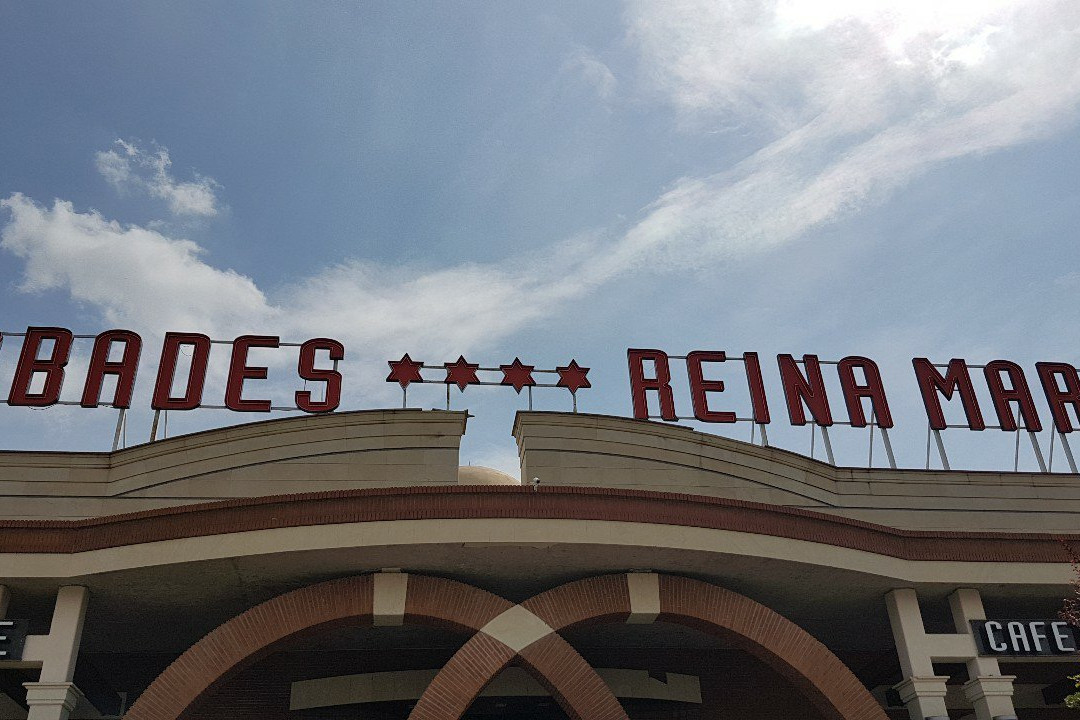 BADES **** REINA MAR
CAFE